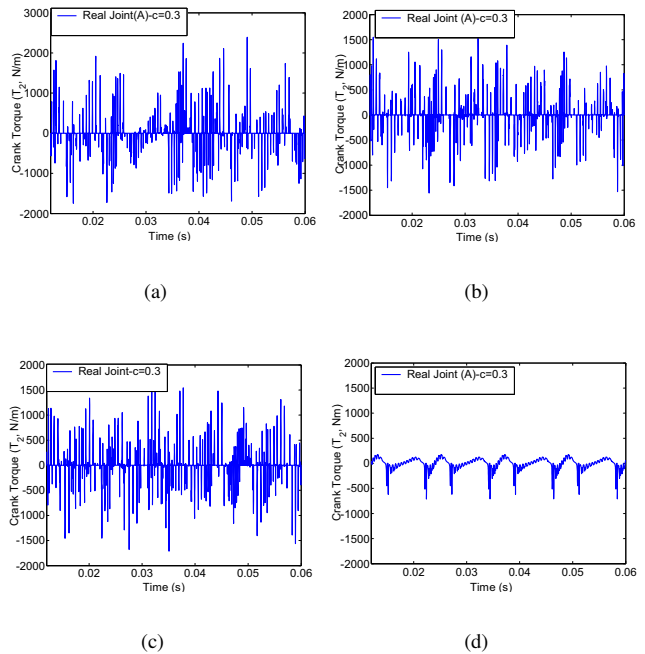 Real Joint(A)-c=0.3
3000
2000
1000
0
-1000
-2000
0.02 0.03 0.04 0.05 0.06
Crank Torque (T2, N/m)
Time (s)
(a)
Real Joint (A)-c=0.3
2000
1500
1000
500
0
-500
-1000
-1500
-2000
0.02 0.03 0.04 0.05 0.06
Crank Torque (T2, N/m)
Time (s)
(b)
Real Joint-c=0.3
2000
1500
1000
500
0
-500
-1000
-1500
-2000
0.02 0.03 0.04 0.05 0.06
Crank Torque (T2, N/m)
Time (s)
(c)
Real Joint (A)-c=0.3
2000
1500
1000
500
0
-500
-1000
-1500
-2000
0.02 0.03 0.04 0.05 0.06
Crank Torque (T2, Nm)
Time (s)
(d)